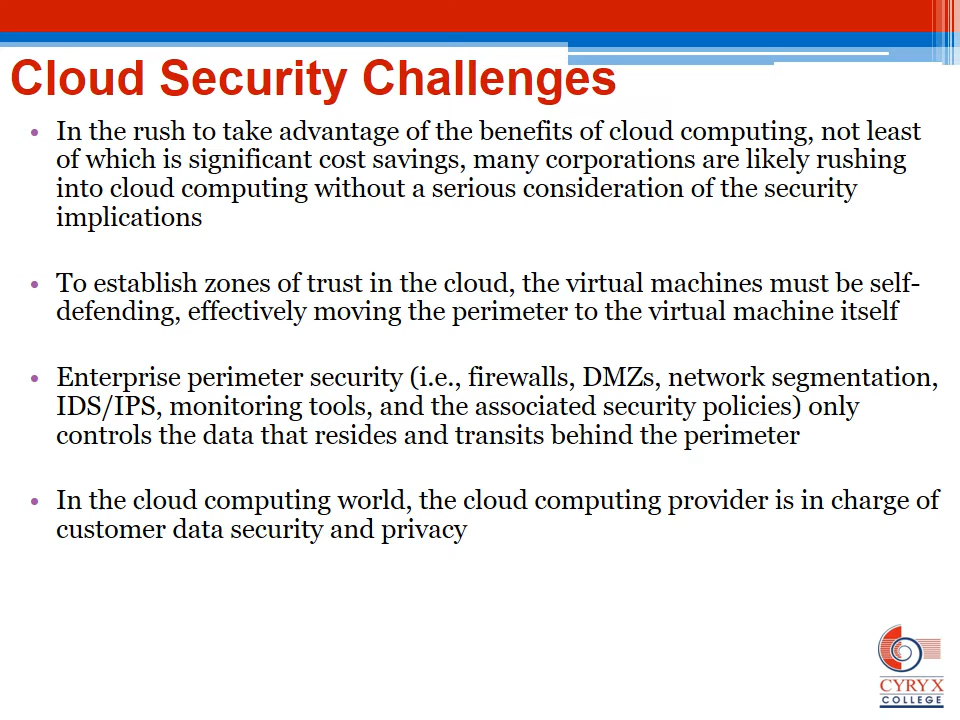 Cloud Security Challenges
• In the rush to take advantage of the benefits of cloud computing, not least
of which is significant cost savings, many corporations are likely rushing
into cloud computing without a serious consideration of the security
implications
• To establish zones of trust in the cloud, the virtual machines must be self-
defending, effectively moving the perimeter to the virtual machine itself
• Enterprise perimeter security (i.e., firewalls, DMZs, network segmentation,
IDS/IPS, monitoring tools, and the associated security policies) only
controls the data that resides and transits behind the perimeter
• In the cloud computing world, the cloud computing provider is in charge of
customer data security and privacy
CYRYX
COLLEGE